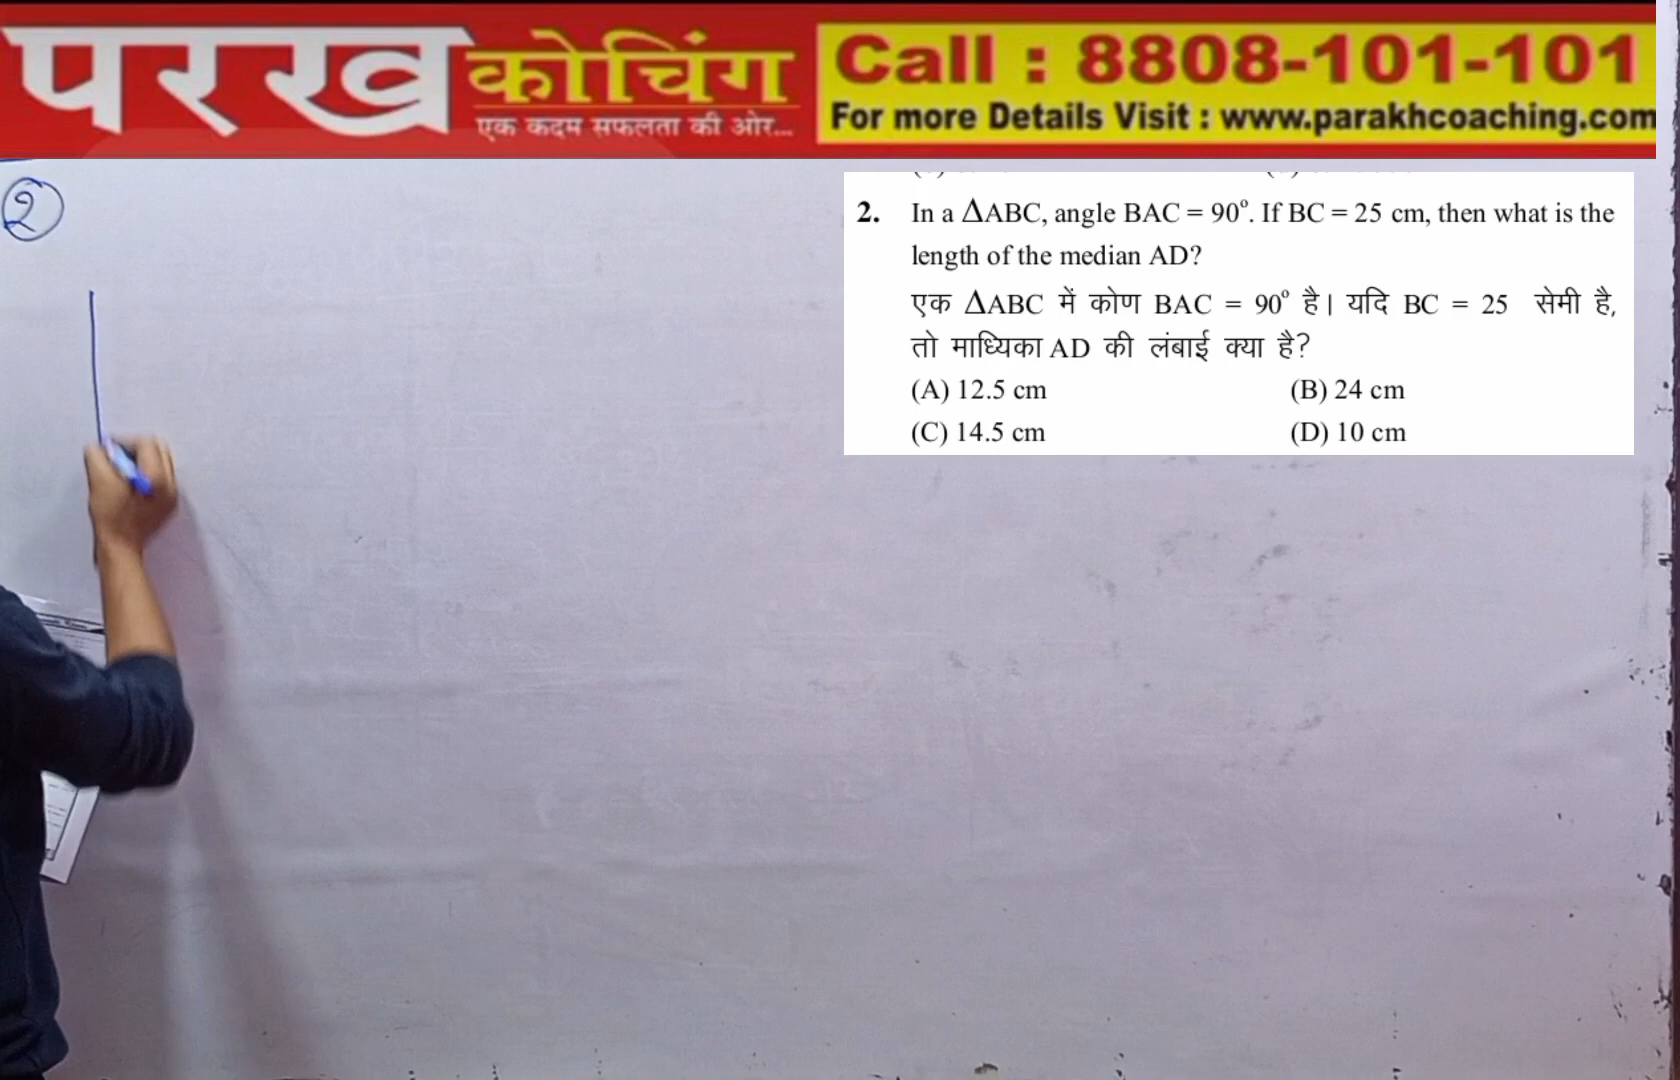 परख कोचिंग
एक कदम सफलता की ओर...
Call : 8808-101-101
For more Details Visit : www.parakhcoaching.com
2
2. In a ΔABC, angle BAC = 90°. If BC = 25 cm, then what is the
length of the median AD?
एक ΔABC में कोण BAC = 90° है। यदि BC = 25 सेमी है,
तो माध्यिका AD की लंबाई क्या है?
(A) 12.5 cm (B) 24 cm
(C) 14.5 cm (D) 10 cm